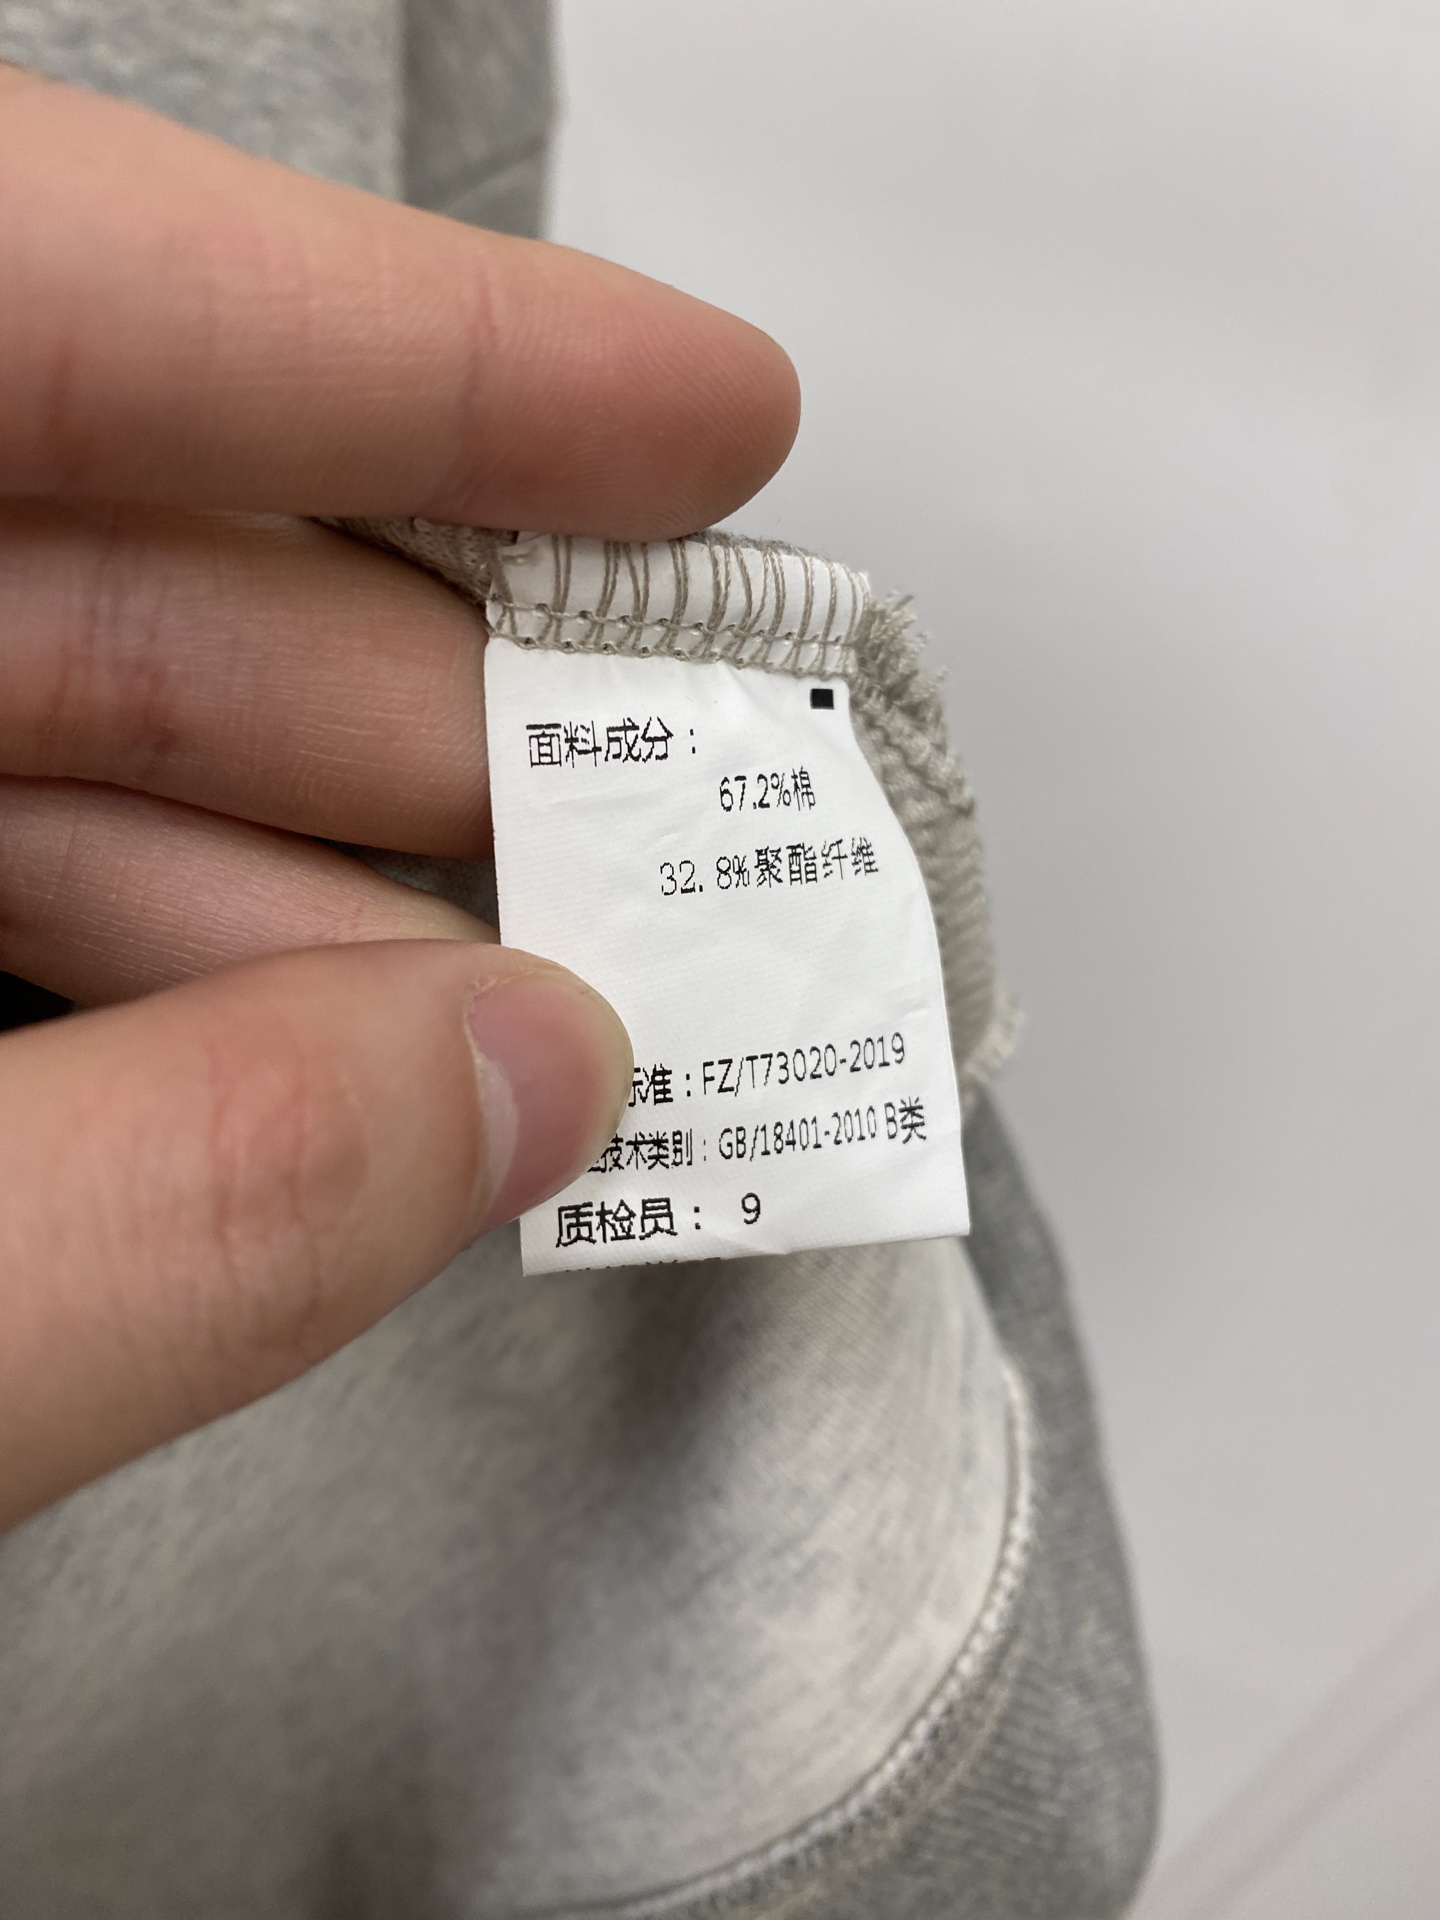 面料成分：
67.2%棉
32.8%聚酯纤维
标准：FZ/T73020-2019
技术类别：GB/18401-2010 B类
质检员： 9